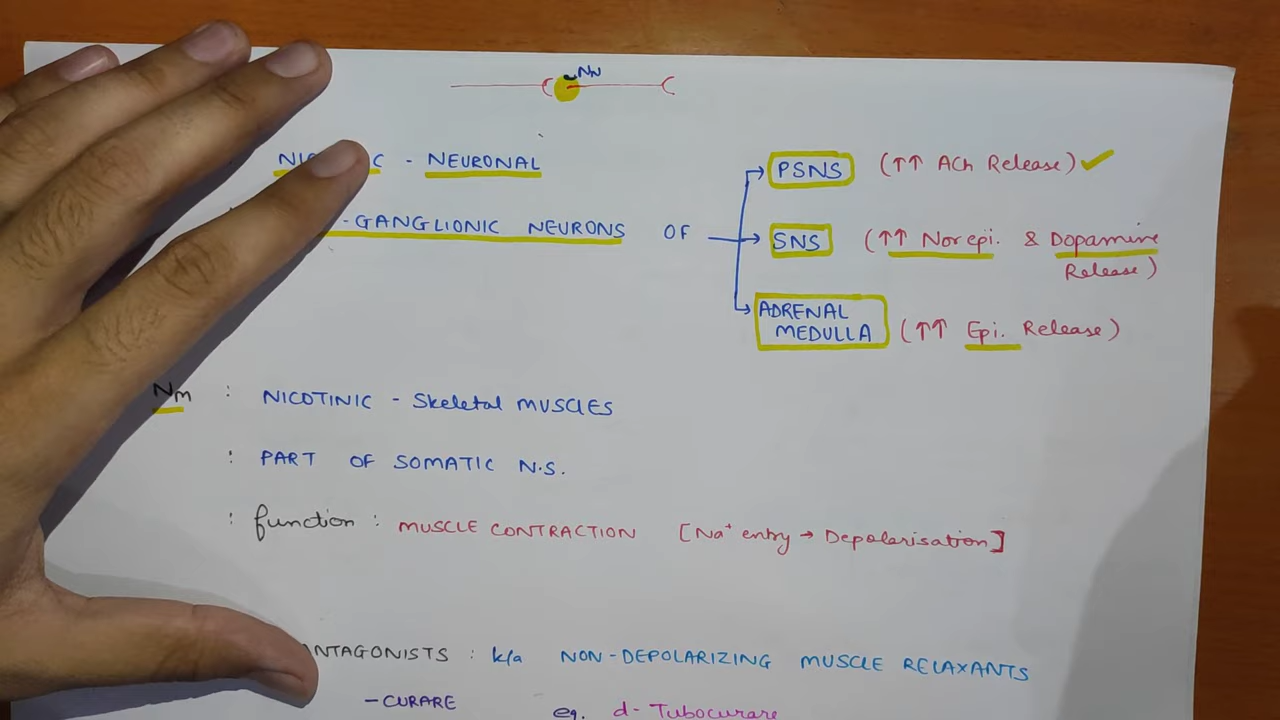 NN
- NEURONAL
PSNS (↑↑ Ach Release) ✓
-GANGLIONIC NEURONS OF
SNS (↑↑ Norepi. & Dopamine
Release)
ADRENAL
MEDULLA (↑↑ Epi. Release)
Nm : NICOTINIC - Skeletal MUSCLES
: PART OF SOMATIC N.S.
: function : MUSCLE CONTRACTION [Na⁺ entry → Depolarisation]
ANTAGONISTS : k/a NON-DEPOLARIZING MUSCLE RELAXANTS
-CURARE eg. d-Tubocurare